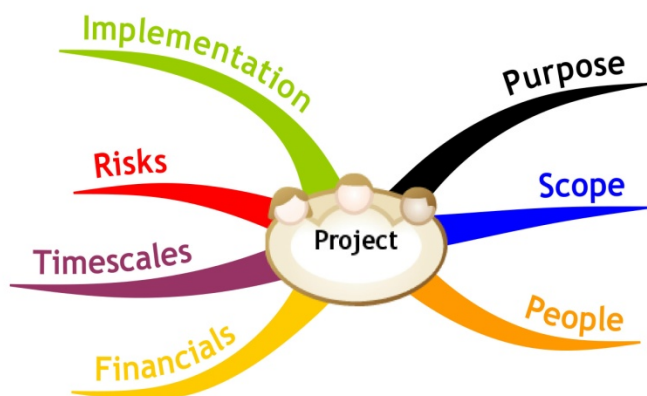 Implementation
Purpose
Risks
Scope
Project
Timescales
People
Financials